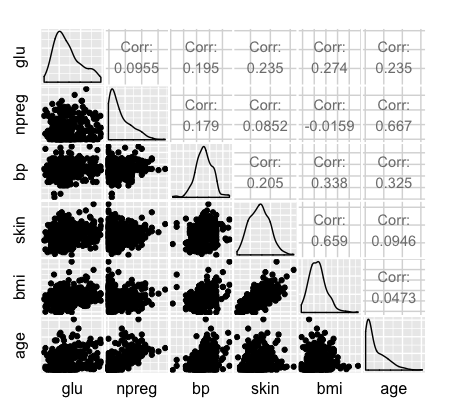 glu
Corr: Corr: Corr: Corr: Corr:
0.0955 0.195 0.235 0.274 0.235
npreg
Corr: Corr: Corr: Corr:
0.179 0.0852 -0.0159 0.667
bp
Corr: Corr: Corr:
0.205 0.338 0.325
skin
Corr: Corr:
0.659 0.0946
bmi
Corr:
0.0473
age
glu npreg bp skin bmi age